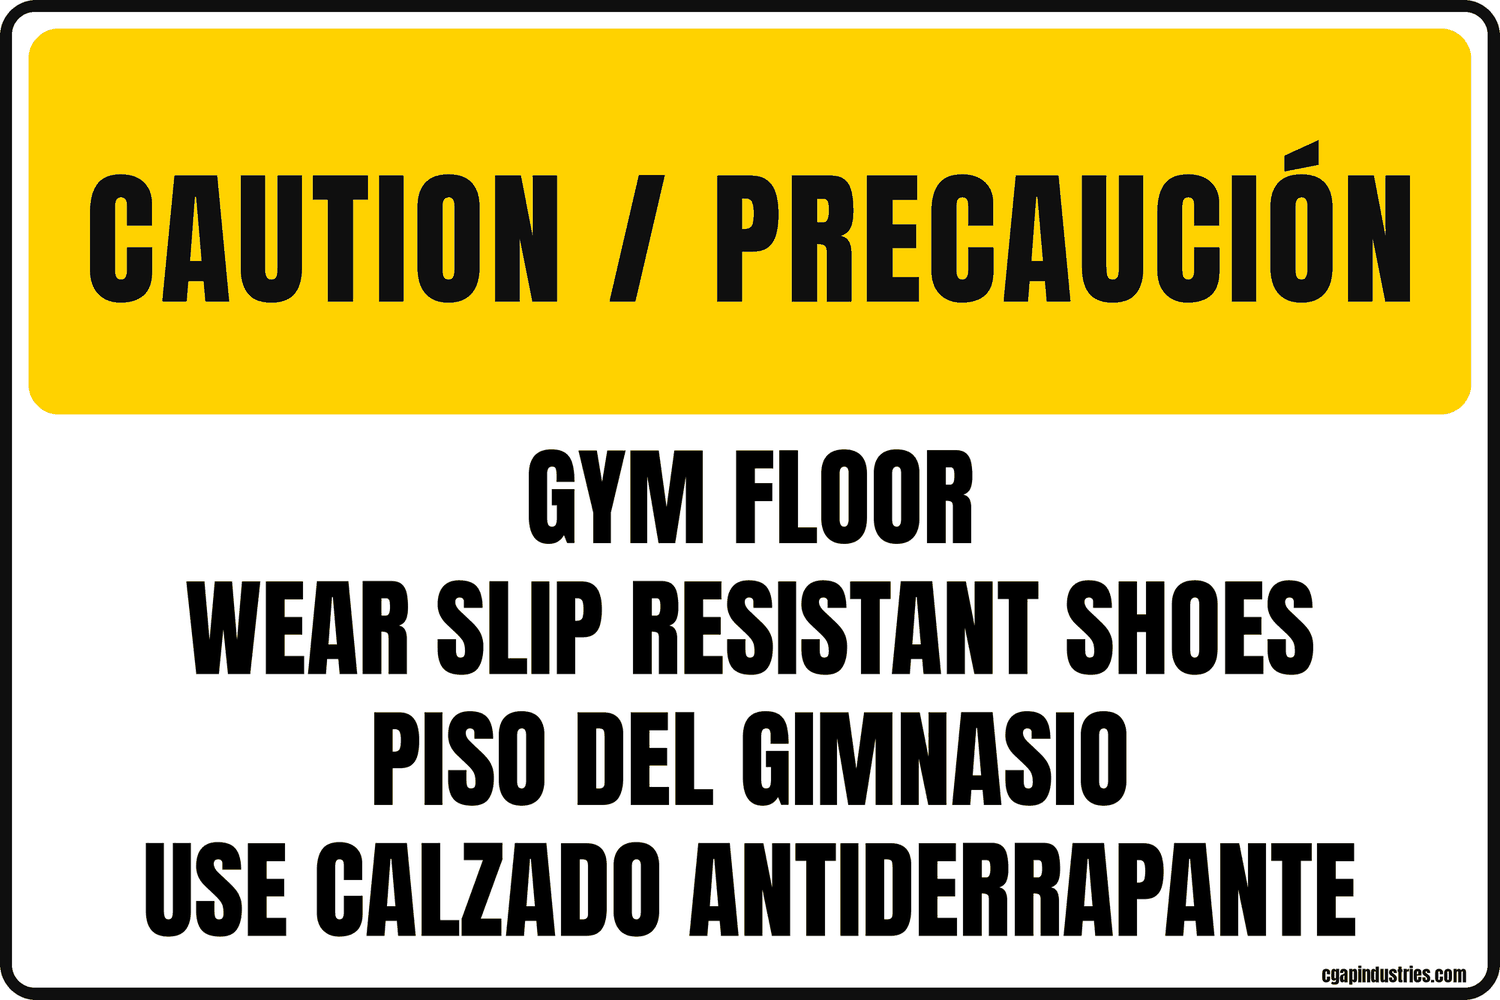 CAUTION / PRECAUCIÓN
GYM FLOOR
WEAR SLIP RESISTANT SHOES
PISO DEL GIMNASIO
USE CALZADO ANTIDERRAPANTE
cgapindustries.com